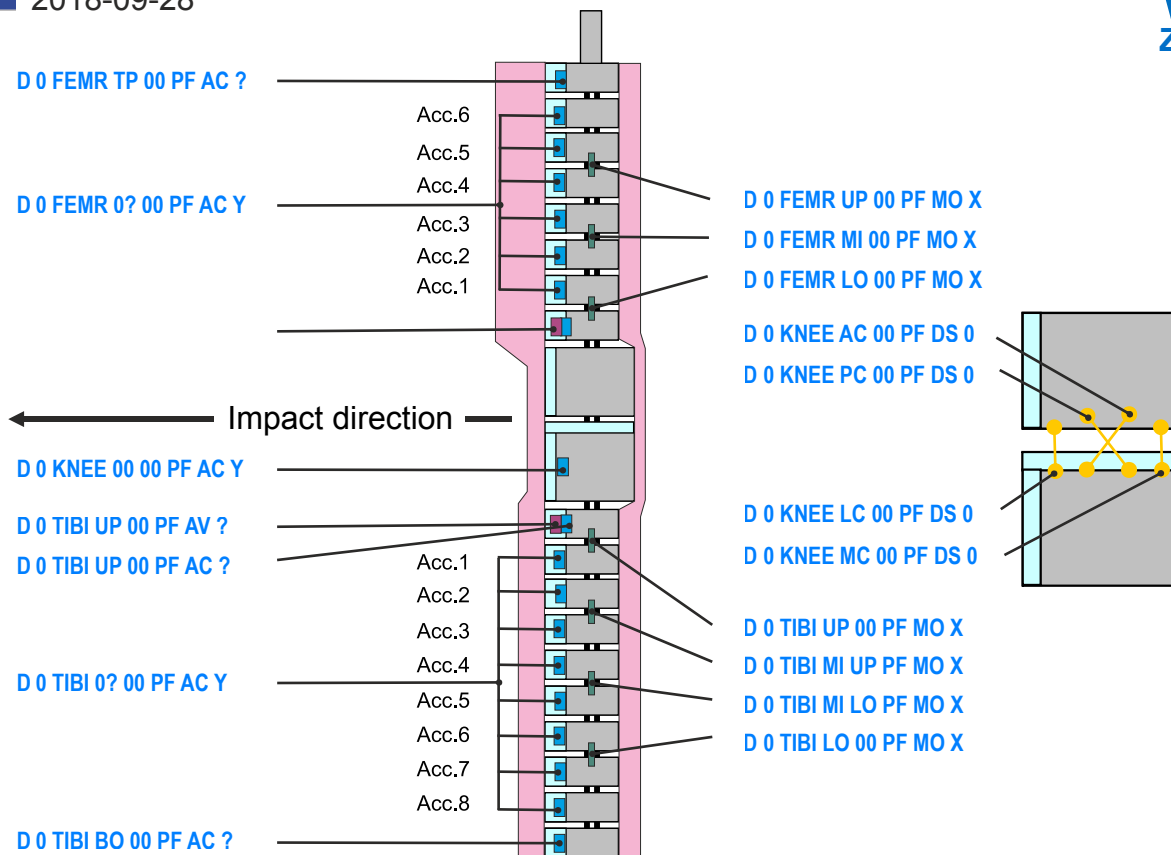 2018-09-28
D 0 FEMR TP 00 PF AC ?
Acc.6
Acc.5
Acc.4
D 0 FEMR 0? 00 PF AC Y
Acc.3
Acc.2
Acc.1
D 0 FEMR UP 00 PF MO X
D 0 FEMR MI 00 PF MO X
D 0 FEMR LO 00 PF MO X
D 0 KNEE AC 00 PF DS 0
D 0 KNEE PC 00 PF DS 0
Impact direction
D 0 KNEE 00 00 PF AC Y
D 0 KNEE LC 00 PF DS 0
D 0 KNEE MC 00 PF DS 0
D 0 TIBI UP 00 PF AV ?
D 0 TIBI UP 00 PF AC ?
Acc.1
Acc.2
Acc.3
Acc.4
D 0 TIBI 0? 00 PF AC Y
Acc.5
Acc.6
Acc.7
Acc.8
D 0 TIBI UP 00 PF MO X
D 0 TIBI MI UP PF MO X
D 0 TIBI MI LO PF MO X
D 0 TIBI LO 00 PF MO X
D 0 TIBI BO 00 PF AC ?